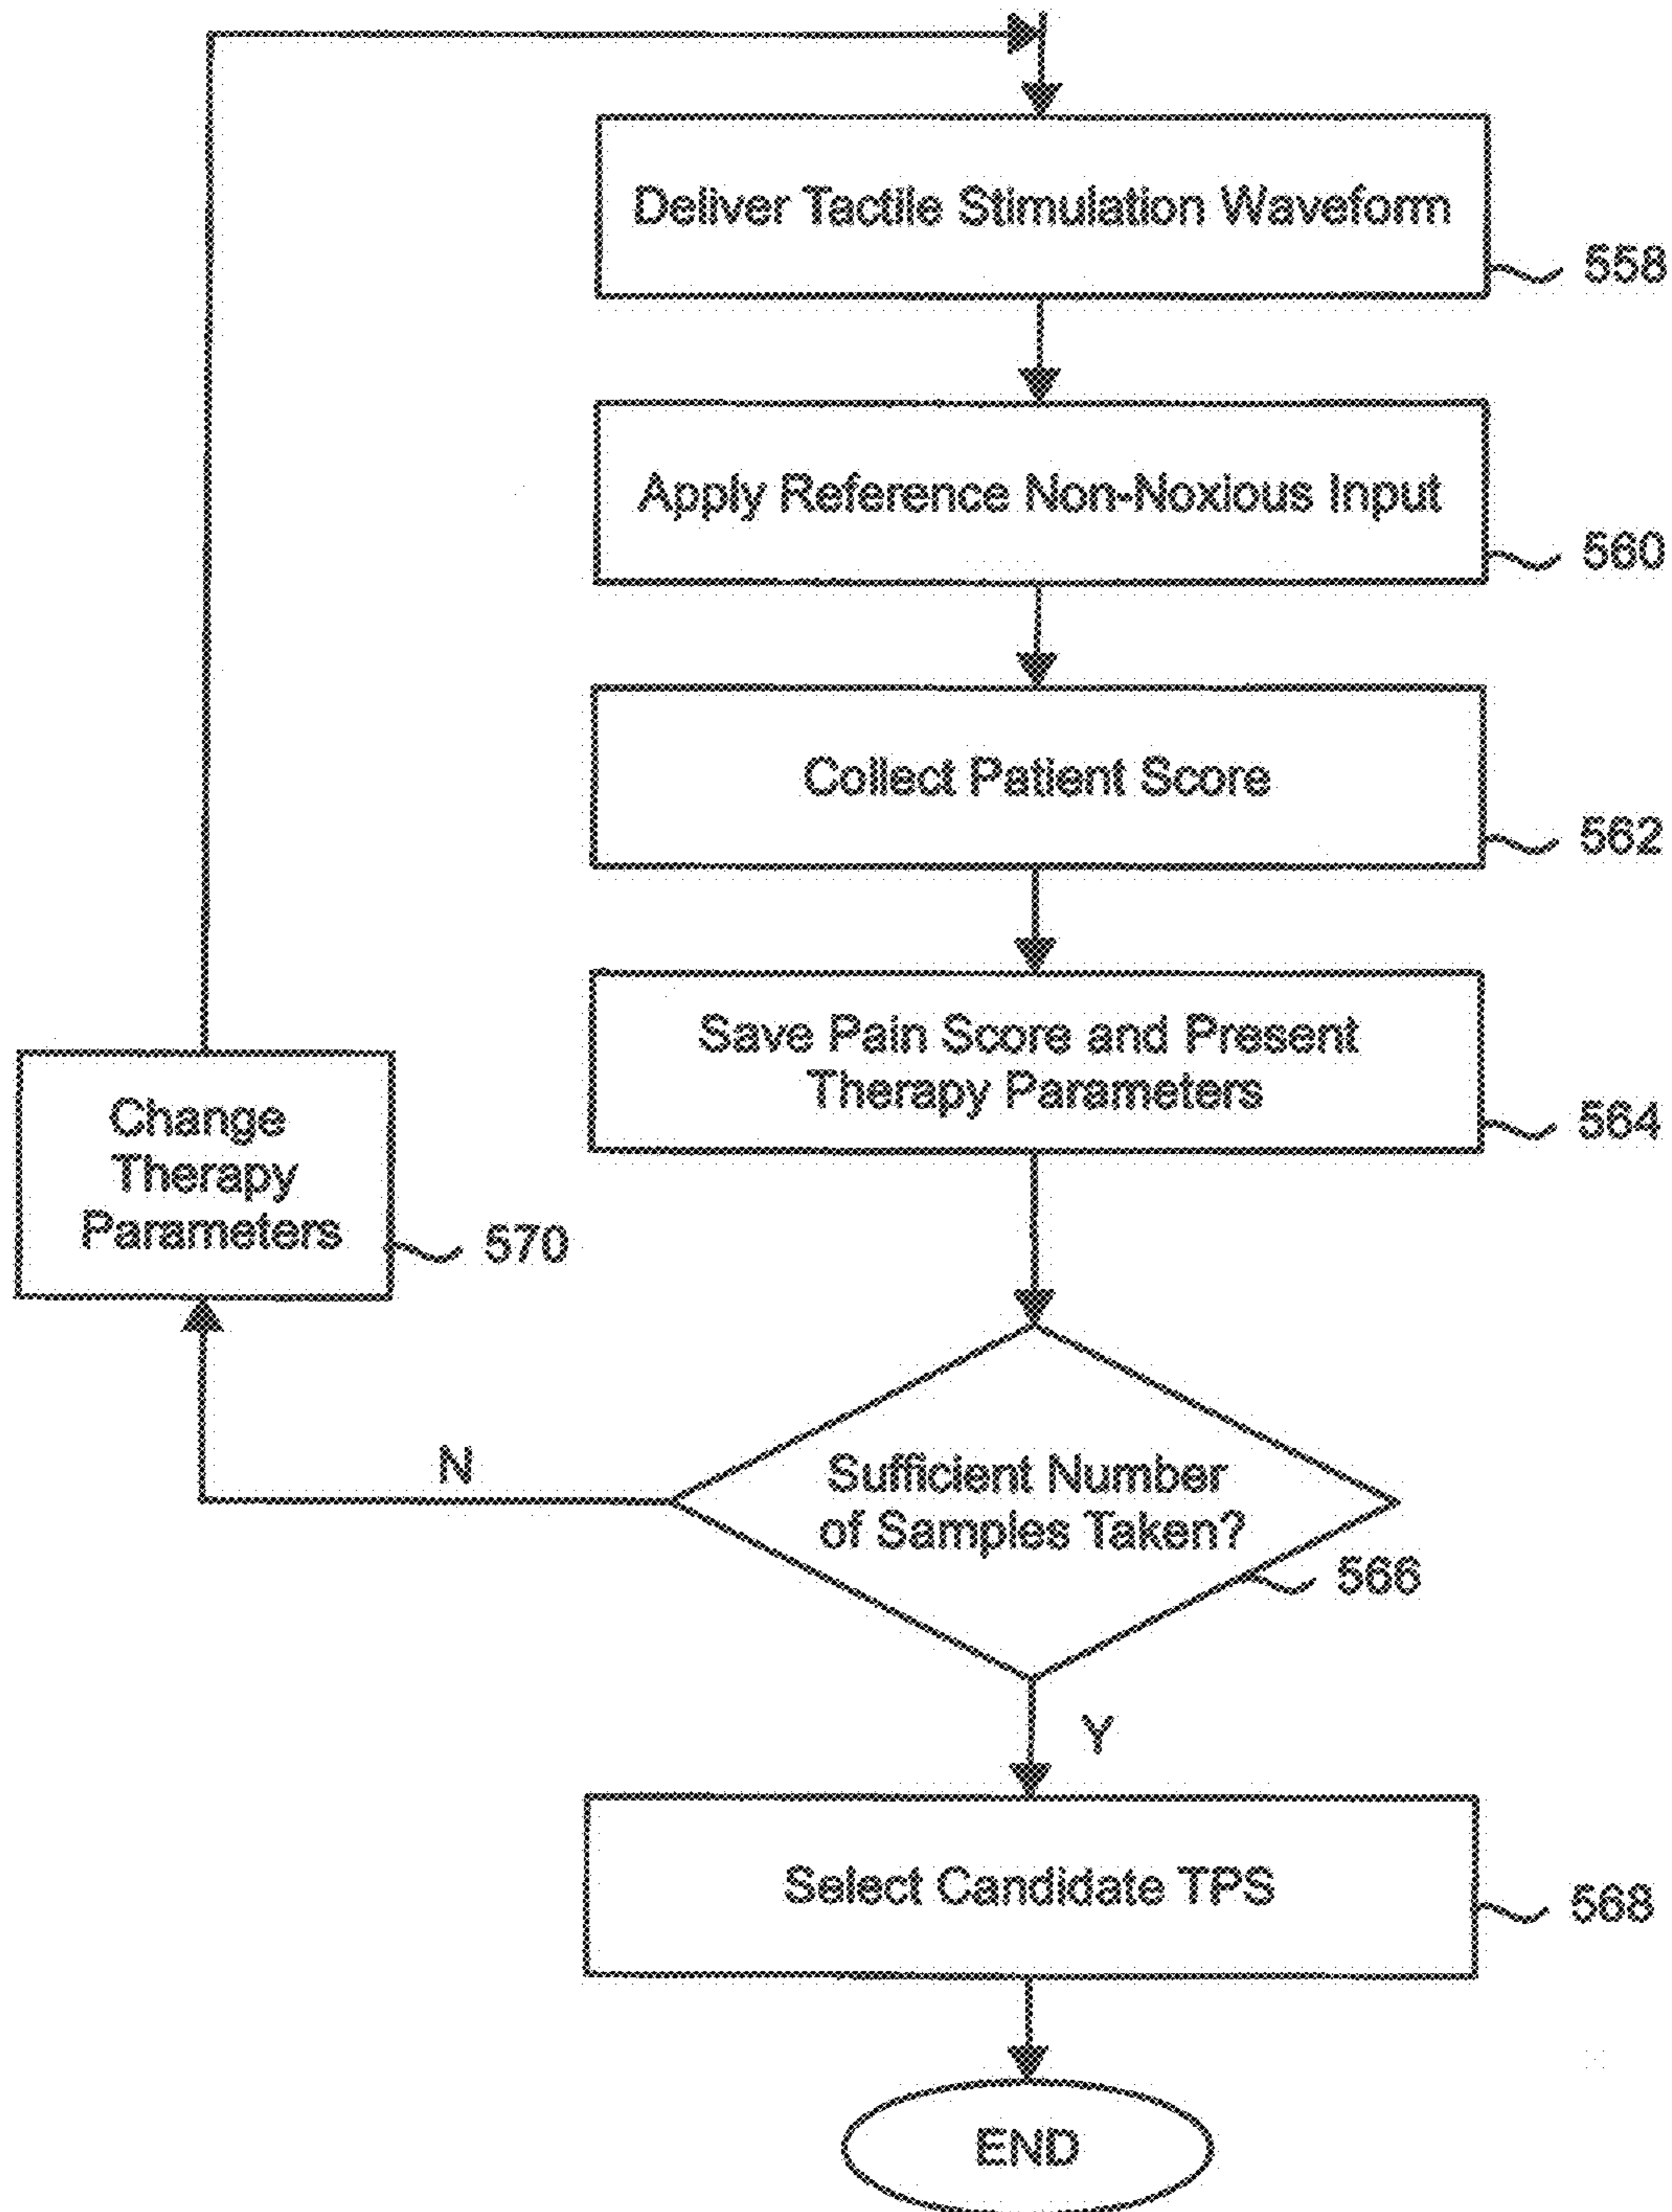 Deliver Tactile Stimulation Waveform
558
Apply Reference Non-Noxious Input
560
Collect Patient Score
562
Save Pain Score and Present
Therapy Parameters
564
Change
Therapy
Parameters
570
N
Sufficient Number
of Samples Taken?
566
Y
Select Candidate TPS
568
END